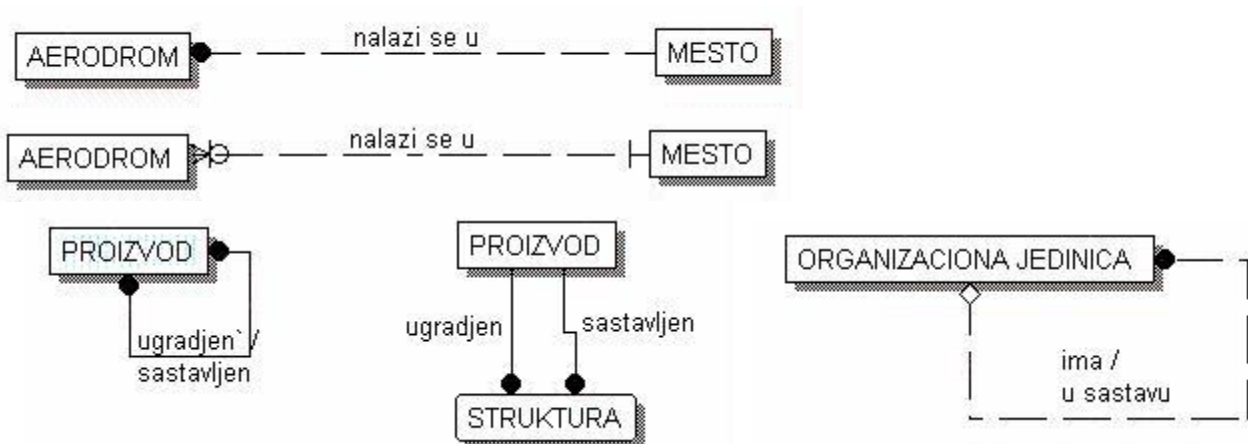 nalazi se u
AERODROM
MESTO
nalazi se u
AERODROM
MESTO
PROIZVOD
ugradjen` /
sastavljen
PROIZVOD
ugradjen
sastavljen
STRUKTURA
ORGANIZACIONA JEDINICA
ima /
u sastavu